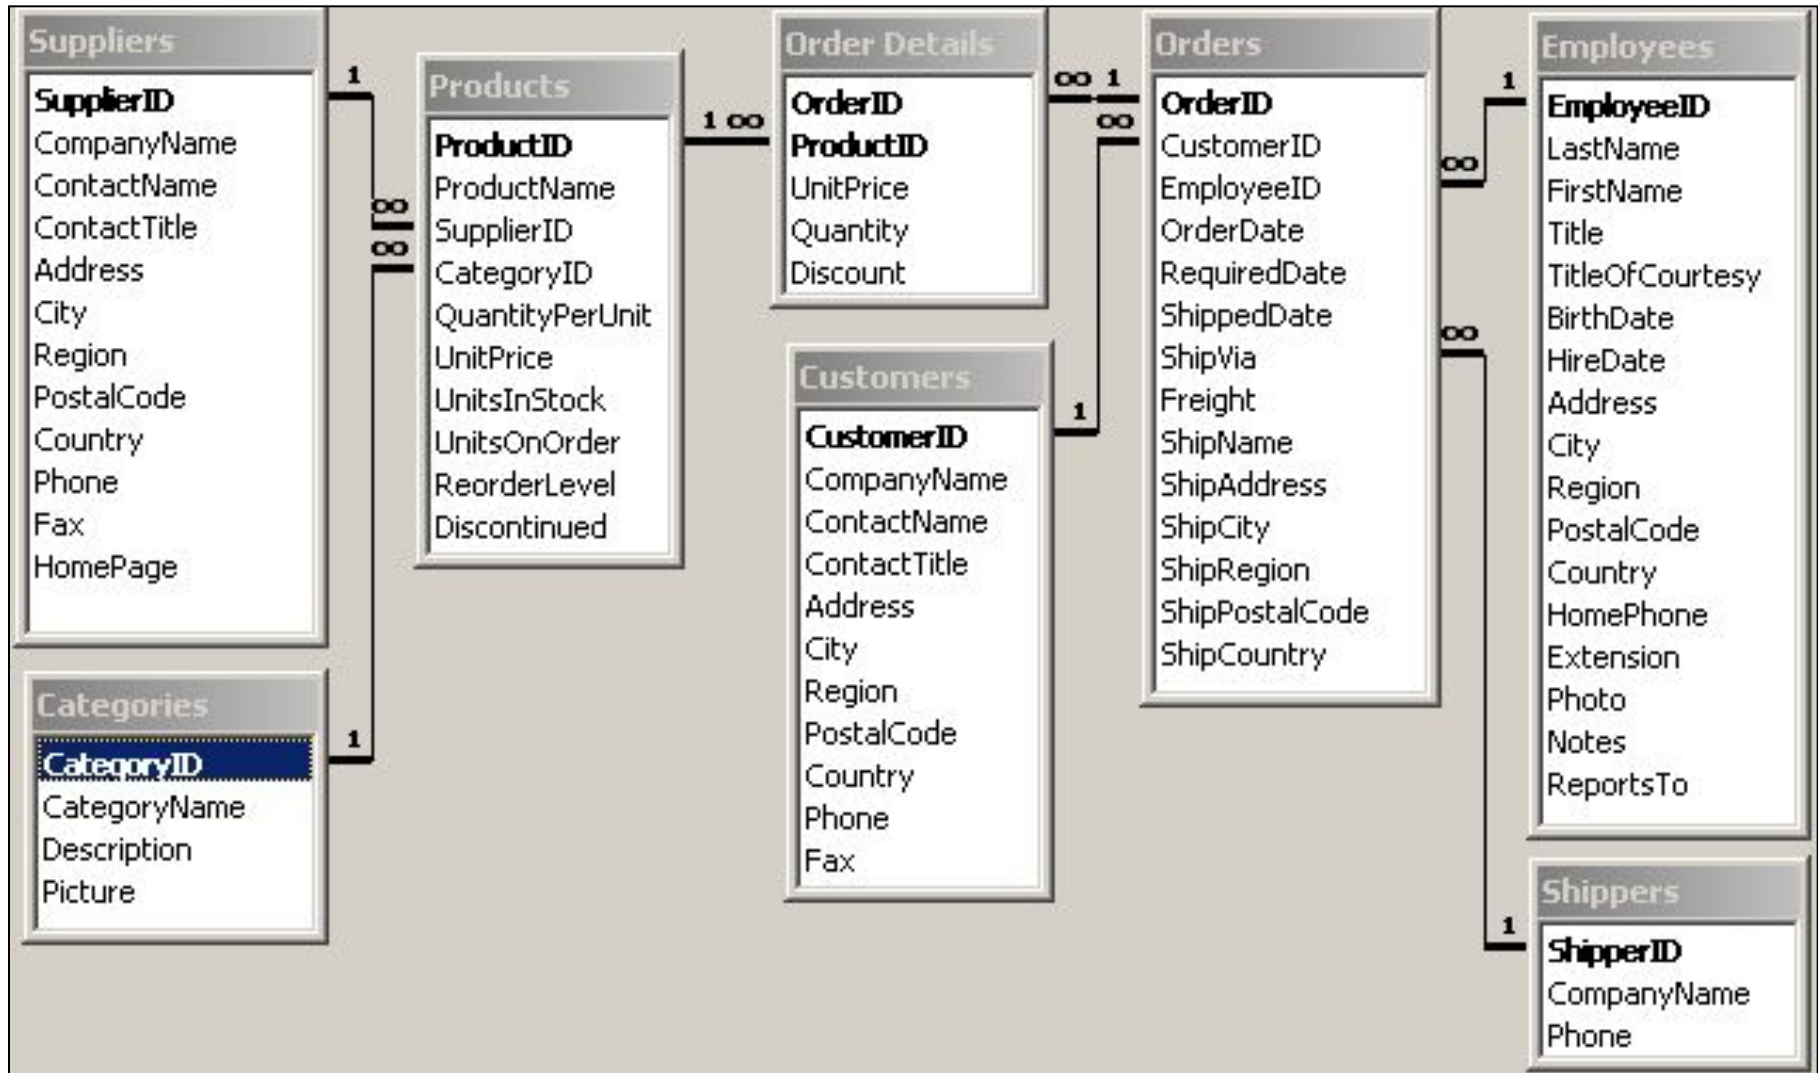 Suppliers
SupplierID
CompanyName
ContactName
ContactTitle
Address
City
Region
PostalCode
Country
Phone
Fax
HomePage
1
∞
∞
1
Categories
CategoryID
CategoryName
Description
Picture
Products
ProductID
ProductName
SupplierID
CategoryID
QuantityPerUnit
UnitPrice
UnitsInStock
UnitsOnOrder
ReorderLevel
Discontinued
1 ∞
Order Details
OrderID
ProductID
UnitPrice
Quantity
Discount
∞ 1
∞
1
Customers
CustomerID
CompanyName
ContactName
ContactTitle
Address
City
Region
PostalCode
Country
Phone
Fax
Orders
OrderID
CustomerID
EmployeeID
OrderDate
RequiredDate
ShippedDate
ShipVia
Freight
ShipName
ShipAddress
ShipCity
ShipRegion
ShipPostalCode
ShipCountry
1
∞
∞
1
Employees
EmployeeID
LastName
FirstName
Title
TitleOfCourtesy
BirthDate
HireDate
Address
City
Region
PostalCode
Country
HomePhone
Extension
Photo
Notes
ReportsTo
Shippers
ShipperID
CompanyName
Phone